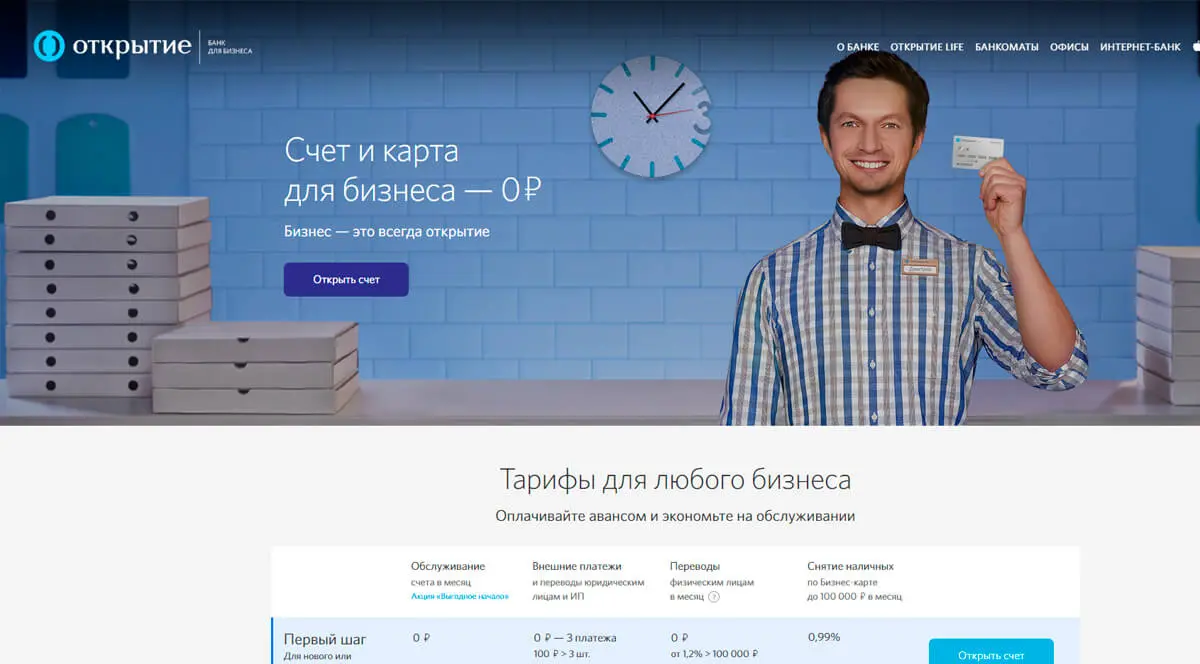 открытие
БАНК
ДЛЯ БИЗНЕСА
О БАНКЕ ОТКРЫТИЕ LIFE БАНКОМАТЫ ОФИСЫ ИНТЕРНЕТ-БАНК
3
Счет и карта
для бизнеса — 0 ₽
Бизнес — это всегда открытие
Открыть счет
Тарифы для любого бизнеса
Оплачивайте авансом и экономьте на обслуживании
Обслуживание Внешние платежи Переводы Снятие наличных
счета в месяц и переводы юридическим физическим лицам по Бизнес-карте
Акция «Выгодное начало» лицам и ИП в месяц ? до 100 000 ₽ в месяц
Первый шаг 0 ₽ 0 ₽ — 3 платежа 0 ₽ 0,99%
Для нового или 100 ₽ > 3 шт. от 1,2% > 100 000 ₽ Открыть счет